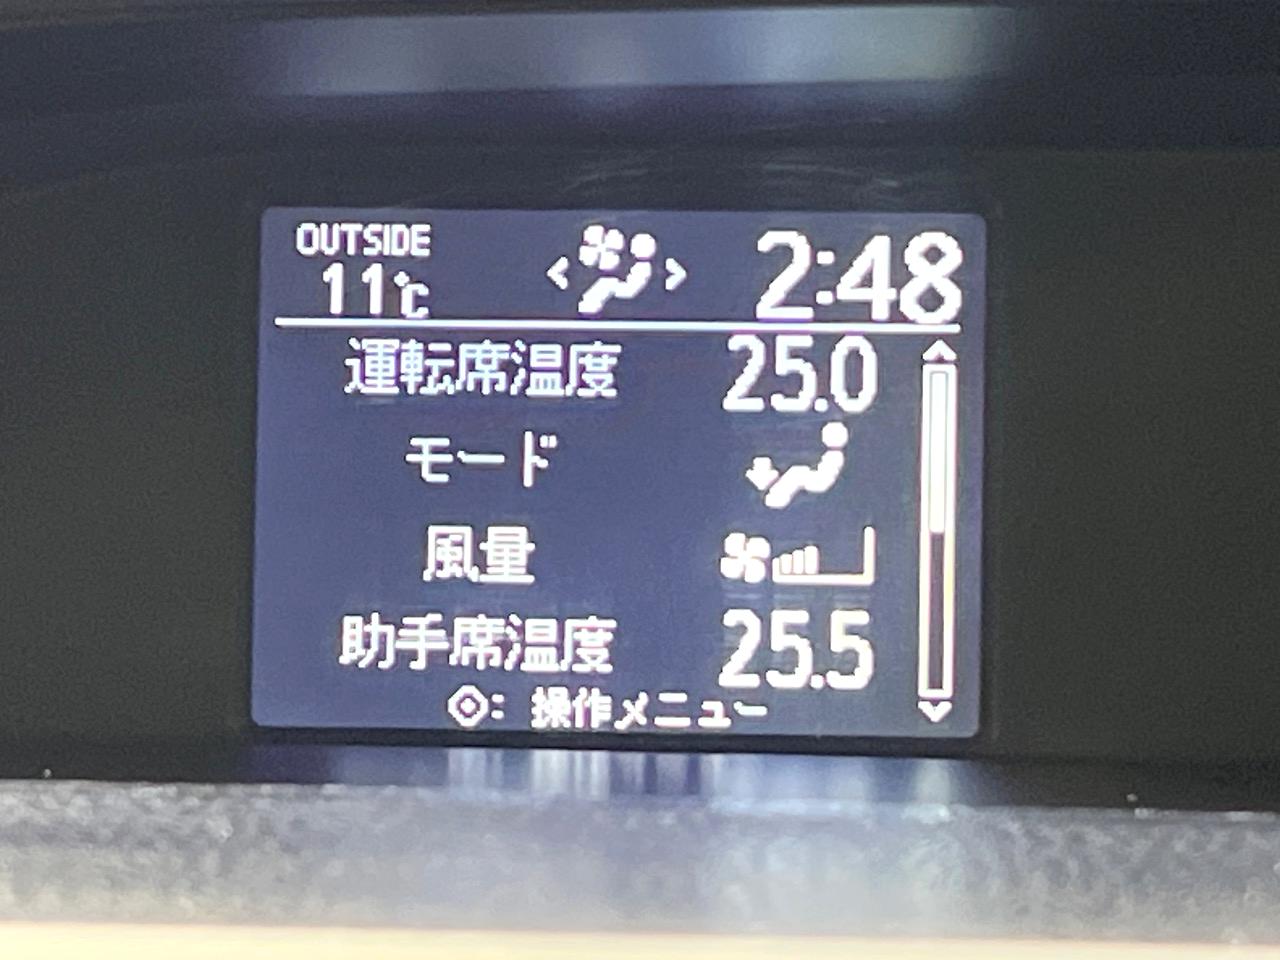 OUTSIDE
11℃
2:48
運転席温度 25.0
モード
風量
助手席温度 25.5
: 操作メニュー